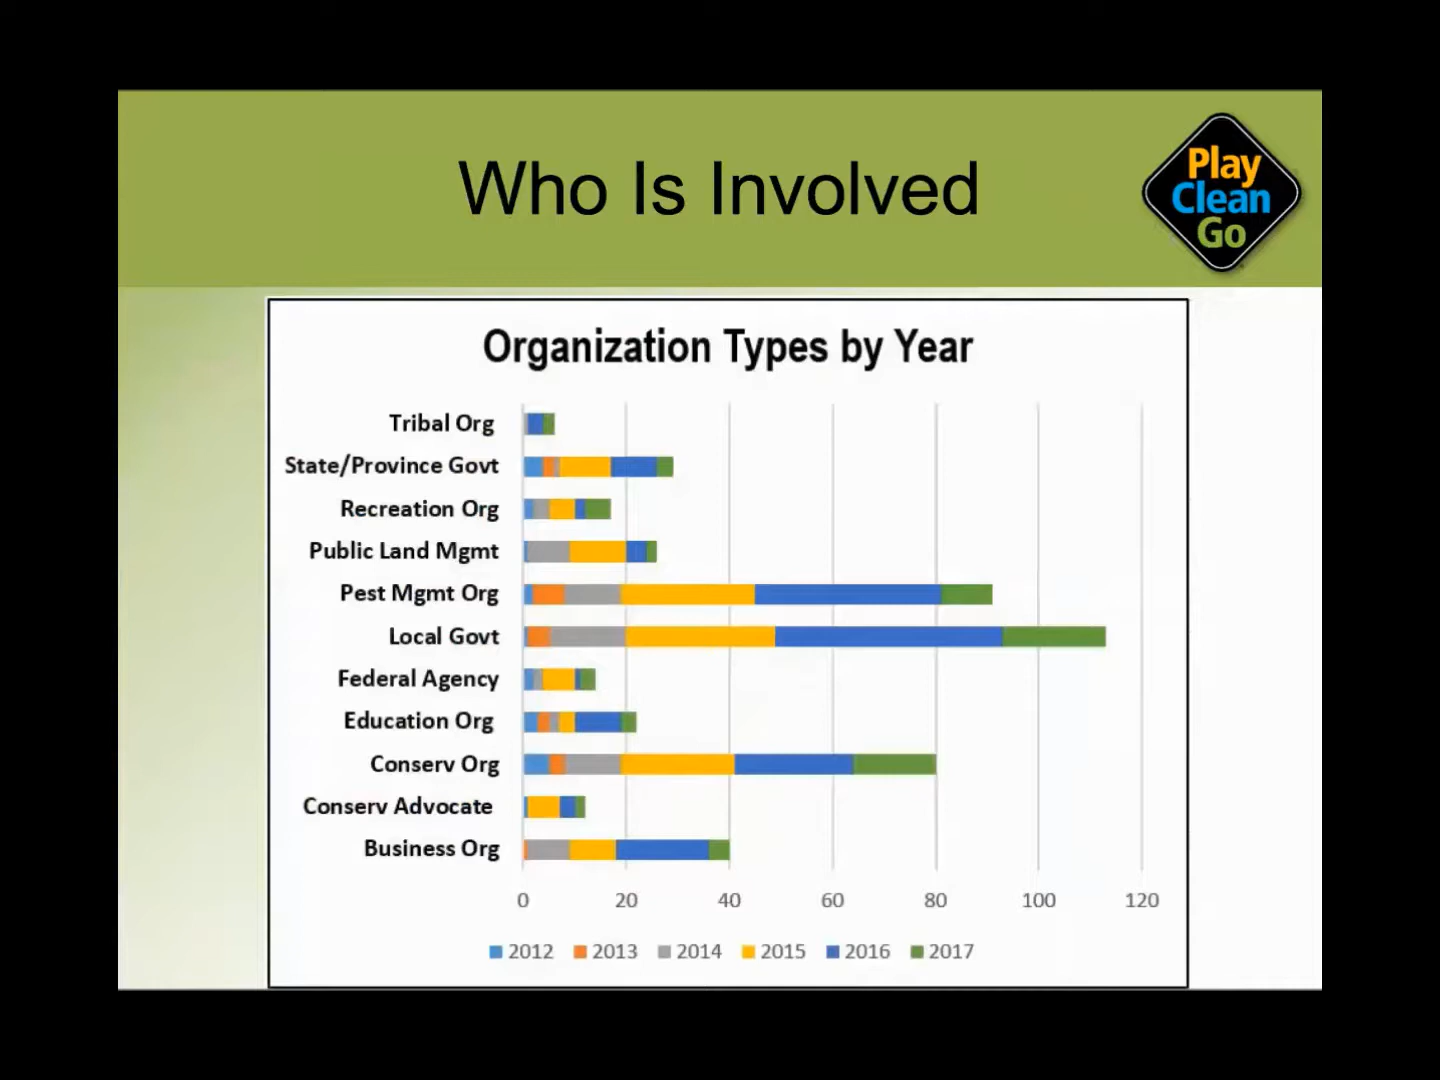 Who Is Involved
Play
Clean
Go
Organization Types by Year
Tribal Org
State/Province Govt
Recreation Org
Public Land Mgmt
Pest Mgmt Org
Local Govt
Federal Agency
Education Org
Conserv Org
Conserv Advocate
Business Org
0 20 40 60 80 100 120
2012 2013 2014 2015 2016 2017